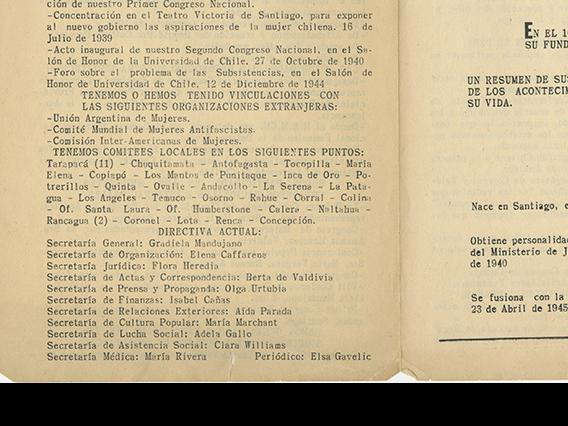 ción de nuestro Primer Congreso Nacional.
-Concentración en el Teatro Victoria de Santiago, para exponer
al nuevo gobierno las aspiraciones de la mujer chilena. 16 de
Julio de 1939
-Acto inaugural de nuestro Segundo Congreso Nacional, en el Sa-
lón de Honor de la Universidad de Chile. 27 de Octubre de 1940
-Foro sobre el problema de las Subsistencias, en el Salón de
Honor de Universidad de Chile. 12 de Diciembre de 1944
TENEMOS O HEMOS TENIDO VINCULACIONES CON
LAS SIGUIENTES ORGANIZACIONES EXTRANJERAS:
-Unión Argentina de Mujeres.
-Comité Mundial de Mujeres Antifascistas.
-Comisión Inter-Americanas de Mujeres.
TENEMOS COMITEES LOCALES EN LOS SIGUIENTES PUNTOS:
Tarapacá (11) - Chuquitamata - Antofagasta - Tocopilla - María
Elena - Copiapó - Los Mantos de Punitaque - Inca de Oro - Po-
trerillos - Quinta - Ovalle - Andacollo - La Serena - La Pata-
gua - Los Angeles - Temuco - Osorno - Rahue - Corral - Colina
- Of. Santa Laura - Of. Humberstone - Calera - Naltahua -
Rancagua (2) - Coronel - Lota - Renca - Concepción.
DIRECTIVA ACTUAL:
Secretaría General: Gradiela Mandujano
Secretaría de Organización: Elena Caffarena
Secretaría Jurídica: Flora Heredia
Secretaría de Actas y Correspondencia: Berta de Valdivia
Secretaría de Prensa y Propaganda: Olga Urtubia
Secretaría de Finanzas: Isabel Cañas
Secretaría de Relaciones Exteriores: Aída Parada
Secretaría de Cultura Popular: María Marchant
Secretaría de Lucha Social: Adela Gallo
Secretaría de Asistencia Social: Clara Williams
Secretaría Médica: María Rivera Periódico: Elsa Gavelic
EN EL 1
SU FUND
UN RESUMEN DE SU
DE LOS ACONTECIM
SU VIDA.
Nace en Santiago, e
Obtiene personalida
del Ministerio de J
de 1940
Se fusiona con la
23 de Abril de 1945